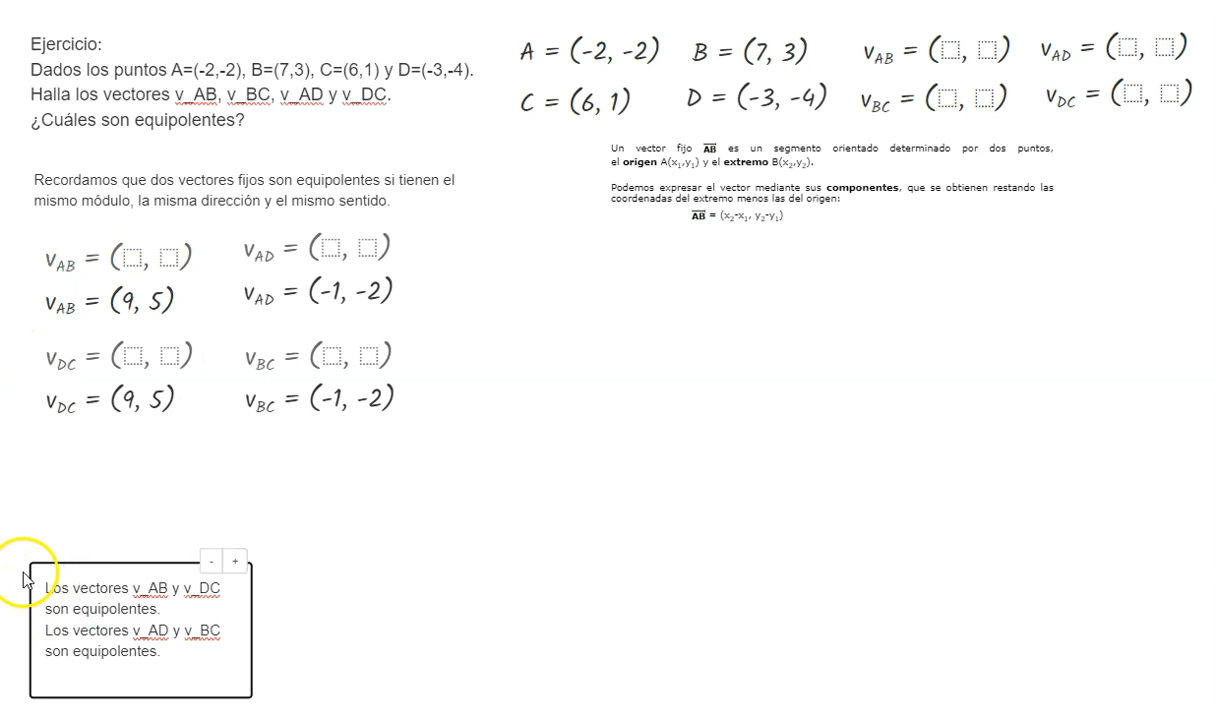 Ejercicio:
Dados los puntos A=(-2,-2), B=(7,3), C=(6,1) y D=(-3,-4).
Halla los vectores v_AB, v_BC, v_AD y v_DC.
¿Cuáles son equipolentes?
A = (-2, -2) B = (7, 3) v_AB = (⬚, ⬚) v_AD = (⬚, ⬚)
C = (6, 1) D = (-3, -4) v_BC = (⬚, ⬚) v_DC = (⬚, ⬚)
Un vector fijo AB es un segmento orientado determinado por dos puntos,
el origen A(x₁,y₁) y el extremo B(x₂,y₂).
Podemos expresar el vector mediante sus componentes, que se obtienen restando las
coordenadas del extremo menos las del origen:
AB = (x₂-x₁, y₂-y₁)
Recordamos que dos vectores fijos son equipolentes si tienen el
mismo módulo, la misma dirección y el mismo sentido.
v_AB = (⬚, ⬚) v_AD = (⬚, ⬚)
v_AB = (9, 5) v_AD = (-1, -2)
v_DC = (⬚, ⬚) v_BC = (⬚, ⬚)
v_DC = (9, 5) v_BC = (-1, -2)
- +
Los vectores v_AB y v_DC
son equipolentes.
Los vectores v_AD y v_BC
son equipolentes.